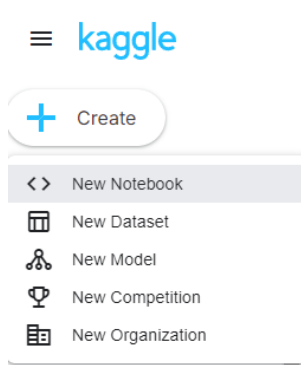 kaggle
Create
New Notebook
New Dataset
New Model
New Competition
New Organization